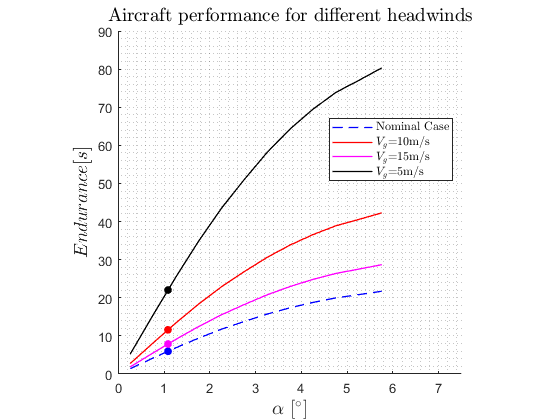 Aircraft performance for different headwinds
90
80
70
60
50
40
30
20
10
0
Endurance[s]
Nominal Case
V_g=10m/s
V_g=15m/s
V_g=5m/s
0 1 2 3 4 5 6 7
α [°]